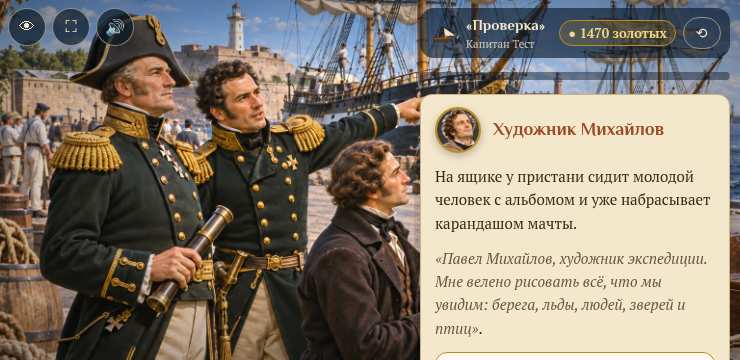 «Проверка»
Капитан Тест
● 1470 золотых
Художник Михайлов
На ящике у пристани сидит молодой
человек с альбомом и уже набрасывает
карандашом мачты.
«Павел Михайлов, художник экспедиции.
Мне велено рисовать всё, что мы
увидим: берега, льды, людей, зверей и
птиц».